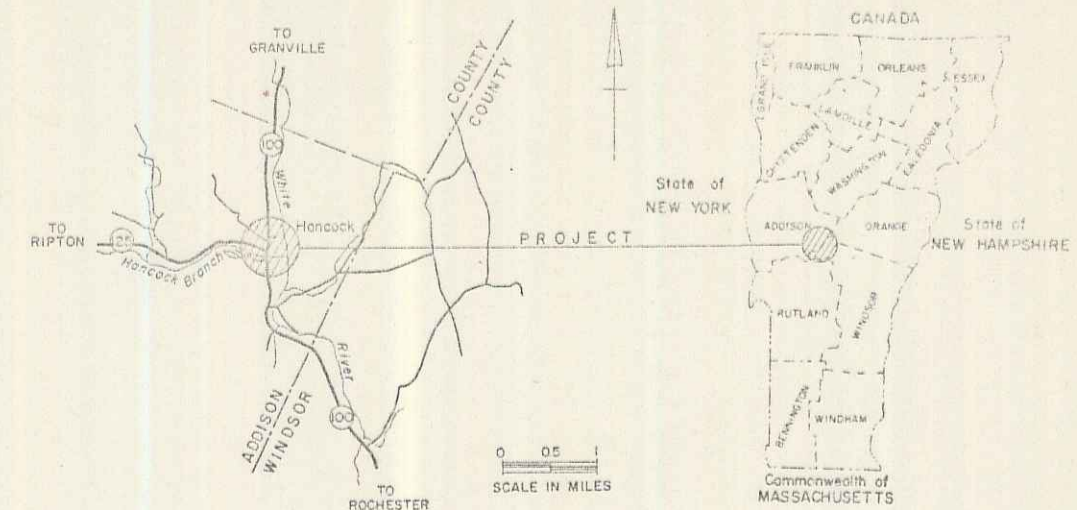 TO
GRANVILLE
100
White
Hancock
TO
RIPTON
125
Hancock Branch
River
100
ADDISON
WINDSOR
COUNTY
COUNTY
TO
ROCHESTER
0 0.5 1
SCALE IN MILES
PROJECT
CANADA
GRAND ISLE
FRANKLIN
ORLEANS
ESSEX
LAMOILLE
CHITTENDEN
WASHINGTON
CALEDONIA
State of
NEW YORK
ADDISON
ORANGE
State of
NEW HAMPSHIRE
RUTLAND
WINDSOR
BENNINGTON
WINDHAM
Commonwealth of
MASSACHUSETTS